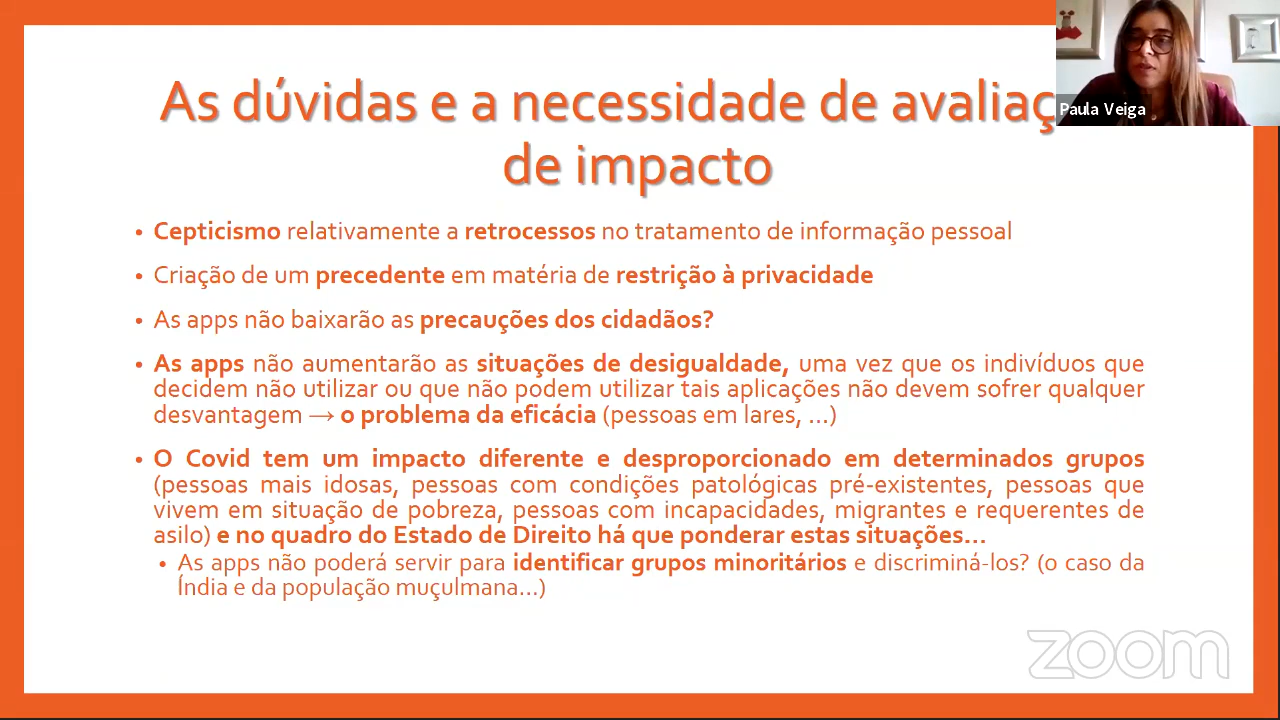 As dúvidas e a necessidade de avaliaç
de impacto
Paula Veiga
• Cepticismo relativamente a retrocessos no tratamento de informação pessoal
• Criação de um precedente em matéria de restrição à privacidade
• As apps não baixarão as precauções dos cidadãos?
• As apps não aumentarão as situações de desigualdade, uma vez que os indivíduos que
decidem não utilizar ou que não podem utilizar tais aplicações não devem sofrer qualquer
desvantagem → o problema da eficácia (pessoas em lares, ...)
• O Covid tem um impacto diferente e desproporcionado em determinados grupos
(pessoas mais idosas, pessoas com condições patológicas pré-existentes, pessoas que
vivem em situação de pobreza, pessoas com incapacidades, migrantes e requerentes de
asilo) e no quadro do Estado de Direito há que ponderar estas situações...
• As apps não poderá servir para identificar grupos minoritários e discriminá-los? (o caso da
Índia e da população muçulmana...)
zoom